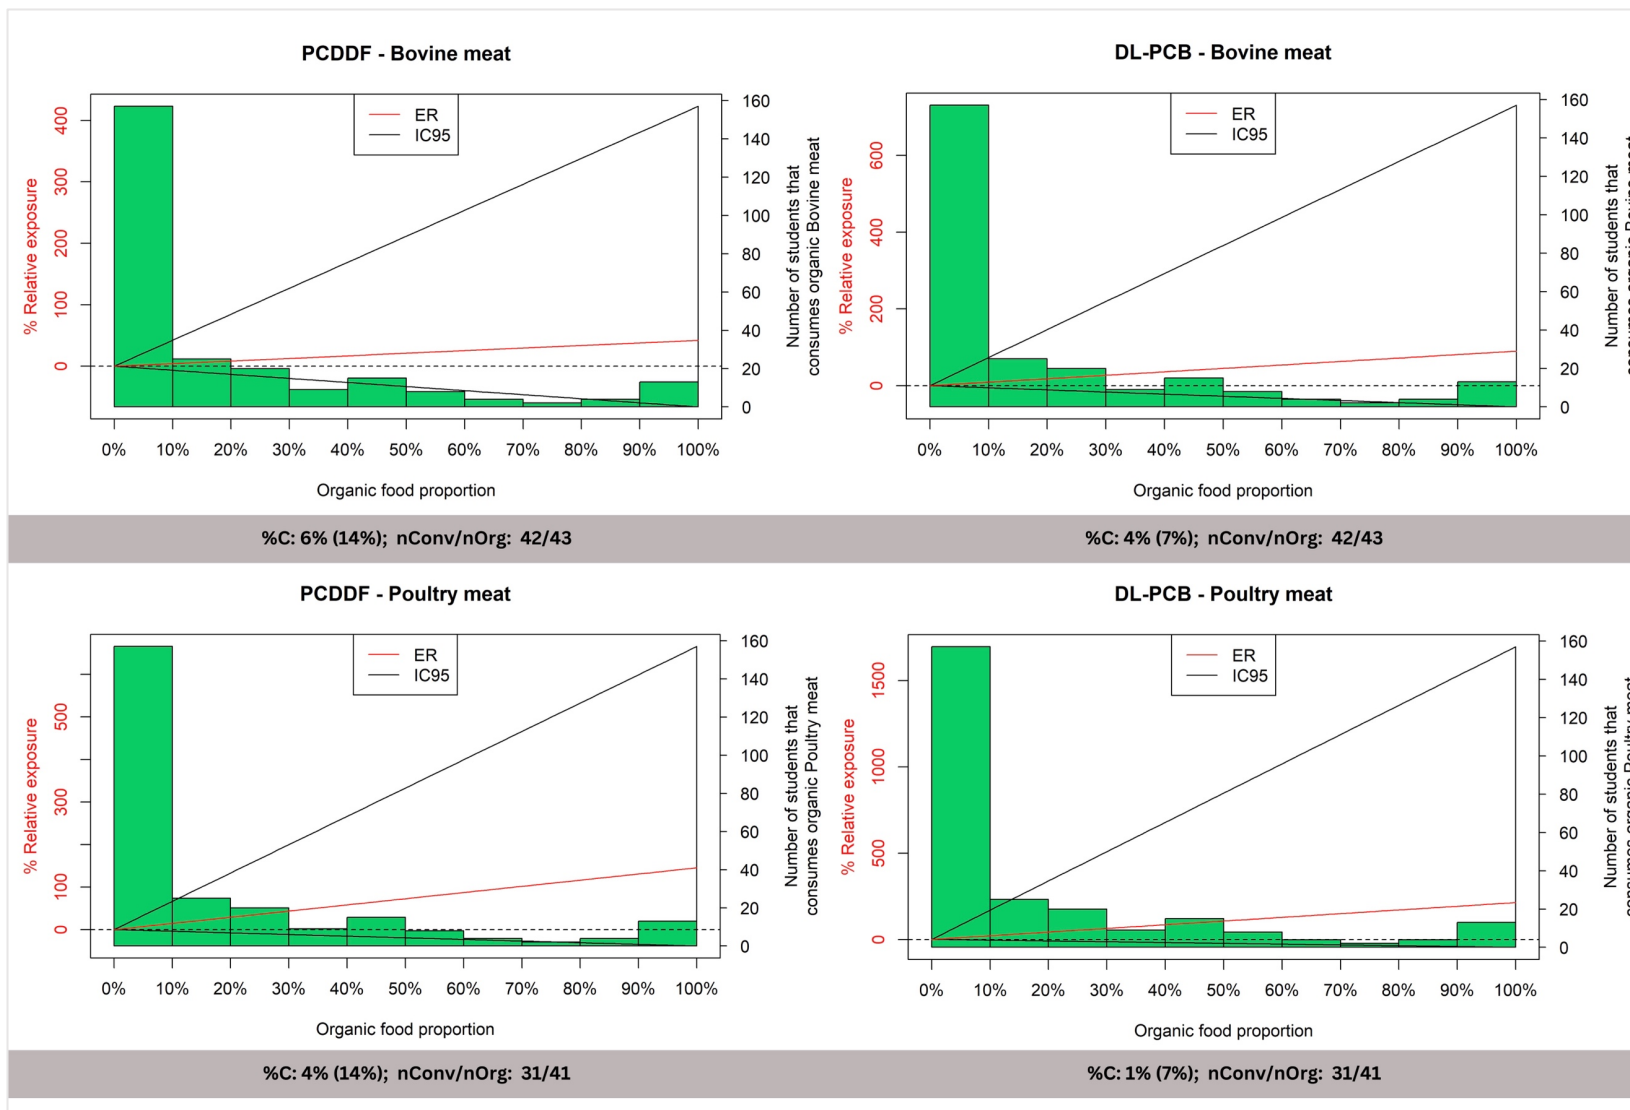 PCDDF - Bovine meat
% Relative exposure
400
300
200
100
0
ER
IC95
160
140
120
100
80
60
40
20
0
Number of students that
consumes organic Bovine meat
0% 10% 20% 30% 40% 50% 60% 70% 80% 90% 100%
Organic food proportion
DL-PCB - Bovine meat
% Relative exposure
600
400
200
0
ER
IC95
160
140
120
100
80
60
40
20
0
Number of students that
consumes organic Bovine meat
0% 10% 20% 30% 40% 50% 60% 70% 80% 90% 100%
Organic food proportion
%C: 6% (14%); nConv/nOrg: 42/43
%C: 4% (7%); nConv/nOrg: 42/43
PCDDF - Poultry meat
% Relative exposure
500
300
100
0
ER
IC95
160
140
120
100
80
60
40
20
0
Number of students that
consumes organic Poultry meat
0% 10% 20% 30% 40% 50% 60% 70% 80% 90% 100%
Organic food proportion
DL-PCB - Poultry meat
% Relative exposure
1500
1000
500
0
ER
IC95
160
140
120
100
80
60
40
20
0
Number of students that
consumes organic Poultry meat
0% 10% 20% 30% 40% 50% 60% 70% 80% 90% 100%
Organic food proportion
%C: 4% (14%); nConv/nOrg: 31/41
%C: 1% (7%); nConv/nOrg: 31/41